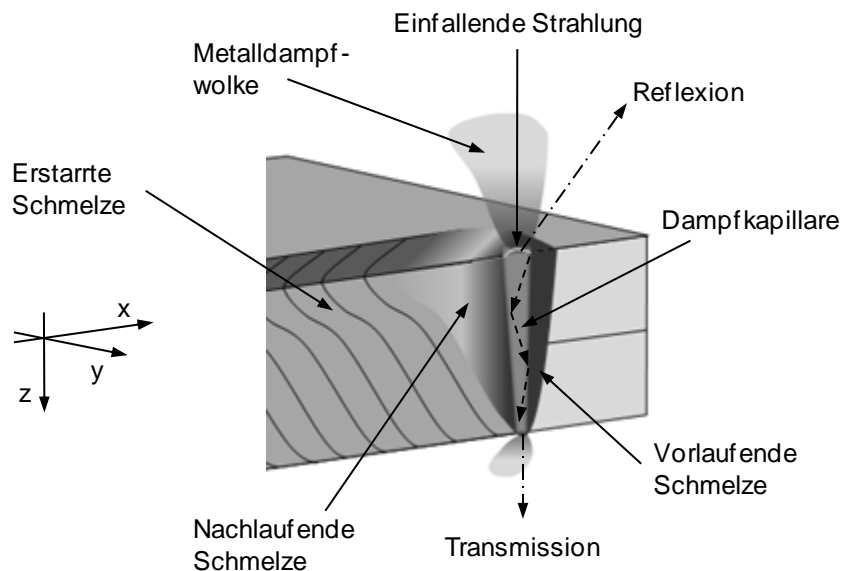 Einfallende Strahlung
Metalldampf-
wolke
Reflexion
Erstarrte
Schmelze
Dampfkapillare
x
y
z
Vorlaufende
Schmelze
Nachlaufende
Schmelze
Transmission